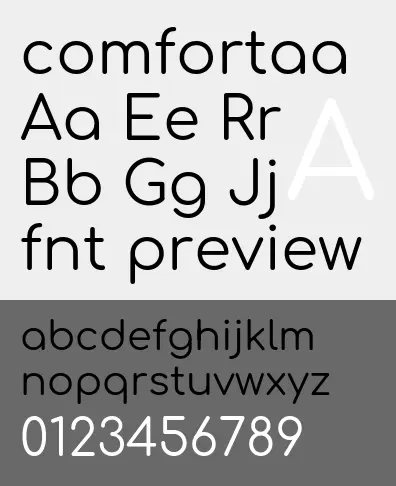 comfortaa
Aa Ee Rr
A
Bb Gg Jj
fnt preview
abcdefghijklm
nopqrstuvwxyz
0123456789